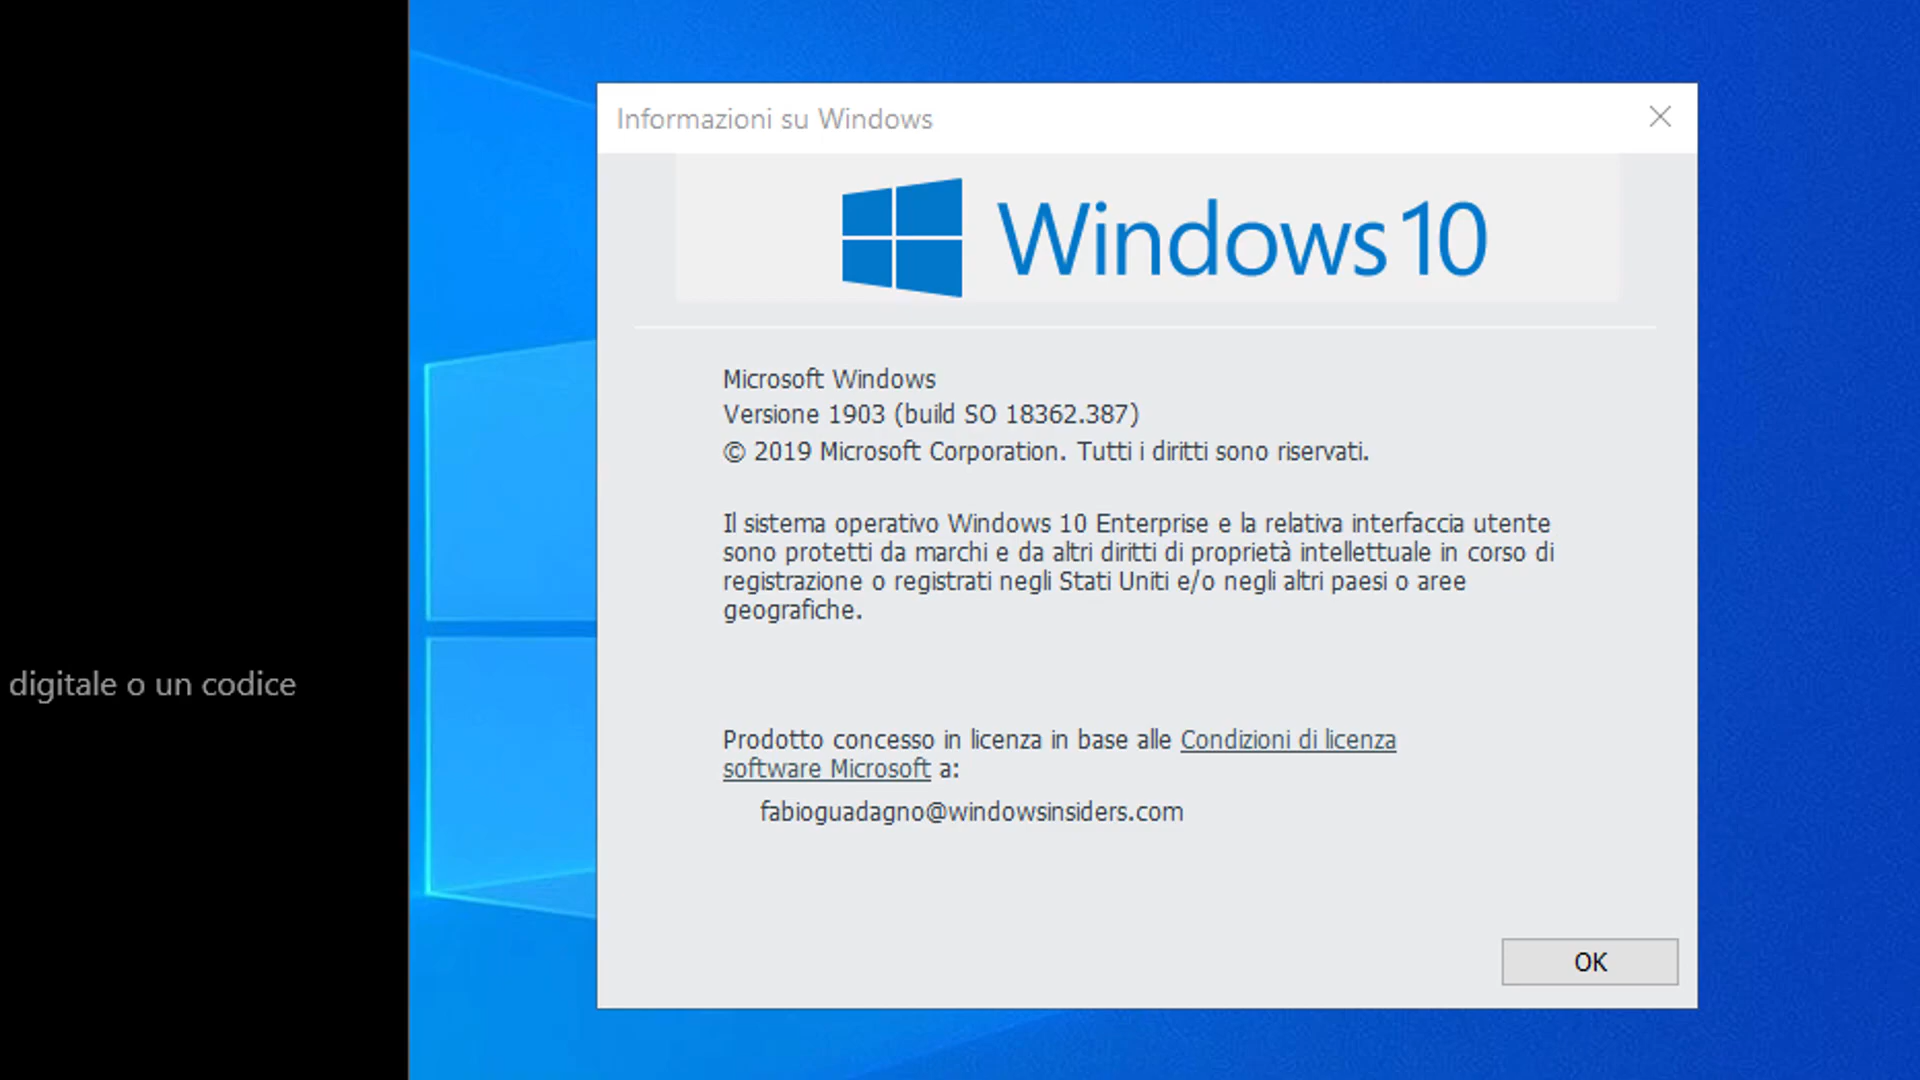 digitale o un codice
Informazioni su Windows
Windows 10
Microsoft Windows
Versione 1903 (build SO 18362.387)
© 2019 Microsoft Corporation. Tutti i diritti sono riservati.
Il sistema operativo Windows 10 Enterprise e la relativa interfaccia utente
sono protetti da marchi e da altri diritti di proprietà intellettuale in corso di
registrazione o registrati negli Stati Uniti e/o negli altri paesi o aree
geografiche.
Prodotto concesso in licenza in base alle Condizioni di licenza
software Microsoft a:
fabioguadagno@windowsinsiders.com
OK